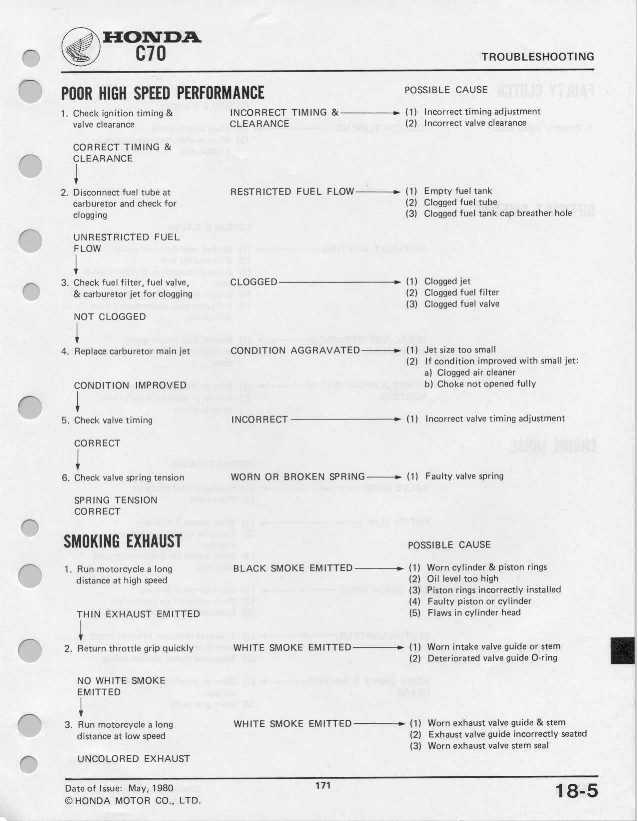 HONDA
C70
TROUBLESHOOTING
POOR HIGH SPEED PERFORMANCE
POSSIBLE CAUSE
1. Check ignition timing &
valve clearance
INCORRECT TIMING &
CLEARANCE
(1) Incorrect timing adjustment
(2) Incorrect valve clearance
CORRECT TIMING &
CLEARANCE
2. Disconnect fuel tube at
carburetor and check for
clogging
RESTRICTED FUEL FLOW
(1) Empty fuel tank
(2) Clogged fuel tube
(3) Clogged fuel tank cap breather hole
UNRESTRICTED FUEL
FLOW
3. Check fuel filter, fuel valve,
& carburetor jet for clogging
CLOGGED
(1) Clogged jet
(2) Clogged fuel filter
(3) Clogged fuel valve
NOT CLOGGED
4. Replace carburetor main jet
CONDITION AGGRAVATED
(1) Jet size too small
(2) If condition improved with small jet:
a) Clogged air cleaner
b) Choke not opened fully
CONDITION IMPROVED
5. Check valve timing
INCORRECT
(1) Incorrect valve timing adjustment
CORRECT
6. Check valve spring tension
WORN OR BROKEN SPRING
(1) Faulty valve spring
SPRING TENSION
CORRECT
SMOKING EXHAUST
POSSIBLE CAUSE
1. Run motorcycle a long
distance at high speed
BLACK SMOKE EMITTED
(1) Worn cylinder & piston rings
(2) Oil level too high
(3) Piston rings incorrectly installed
(4) Faulty piston or cylinder
(5) Flaws in cylinder head
THIN EXHAUST EMITTED
2. Return throttle grip quickly
WHITE SMOKE EMITTED
(1) Worn intake valve guide or stem
(2) Deteriorated valve guide O-ring
NO WHITE SMOKE
EMITTED
3. Run motorcycle a long
distance at low speed
WHITE SMOKE EMITTED
(1) Worn exhaust valve guide & stem
(2) Exhaust valve guide incorrectly seated
(3) Worn exhaust valve stem seal
UNCOLORED EXHAUST
Date of Issue: May, 1980
© HONDA MOTOR CO., LTD.
171
18-5